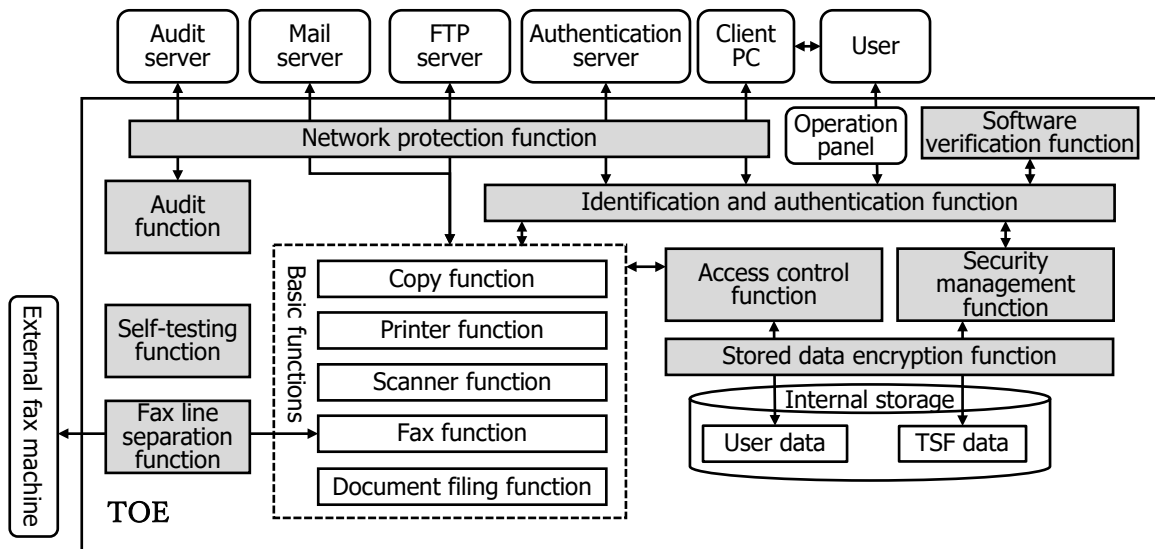 Audit
server
Mail
server
FTP
server
Authentication
server
Client
PC
User
Network protection function
Operation
panel
Software
verification function
Audit
function
Identification and authentication function
Basic functions
Copy function
Printer function
Scanner function
Fax function
Document filing function
Access control
function
Security
management
function
Self-testing
function
Stored data encryption function
Internal storage
User data
TSF data
External fax machine
Fax line
separation
function
TOE